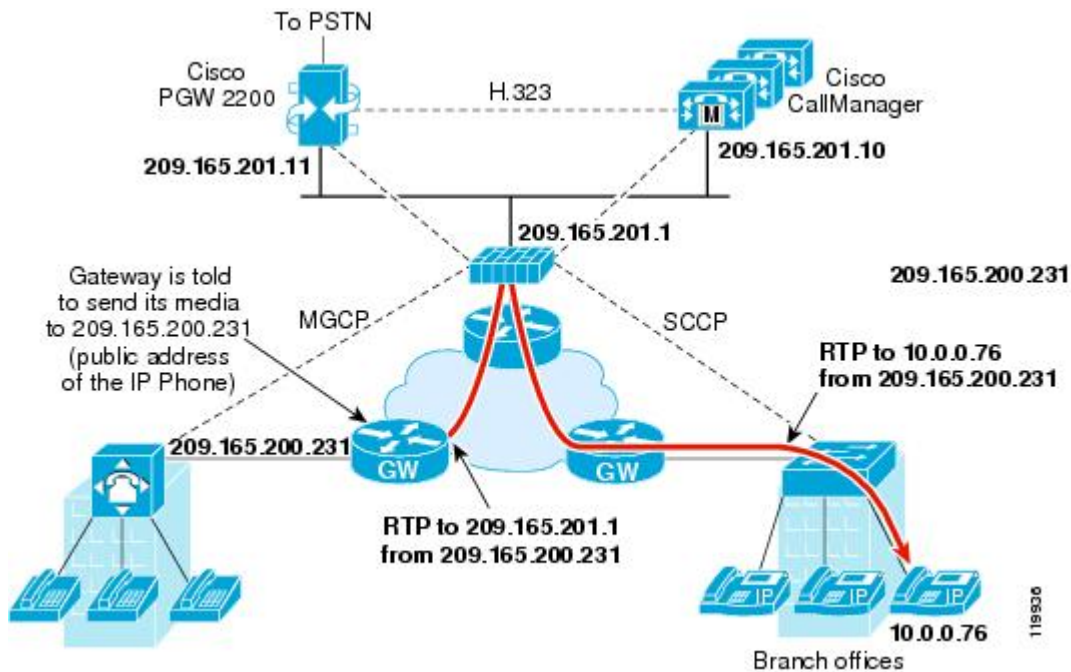 To PSTN
Cisco
PGW 2200
H.323
M
Cisco
CallManager
209.165.201.11
209.165.201.10
209.165.201.1
Gateway is told
to send its media
to 209.165.200.231
(public address
of the IP Phone)
MGCP
SCCP
209.165.200.231
RTP to 10.0.0.76
from 209.165.200.231
209.165.200.231
GW
GW
RTP to 209.165.201.1
from 209.165.200.231
IP
IP
IP
10.0.0.76
Branch offices
119936